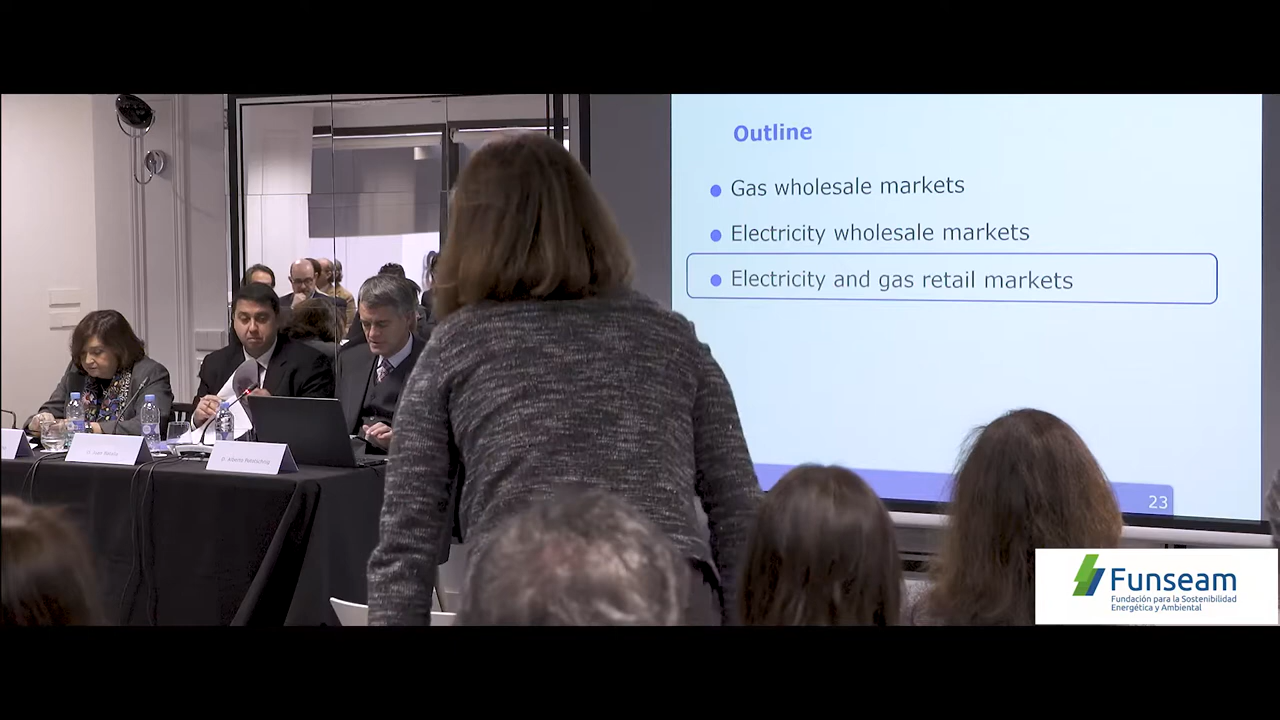 Outline
Gas wholesale markets
Electricity wholesale markets
Electricity and gas retail markets
23
D. Alberto
Funseam
Fundación para la Sostenibilidad
Energética y Ambiental